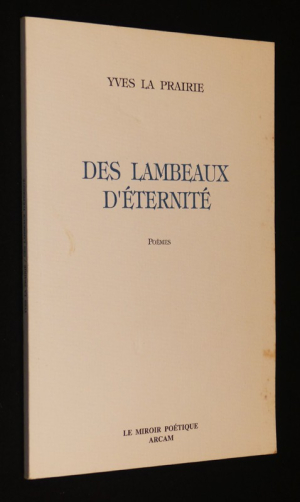 YVES LA PRAIRIE
DES LAMBEAUX
D'ÉTERNITÉ
POÈMES
LE MIROIR POÉTIQUE
ARCAM